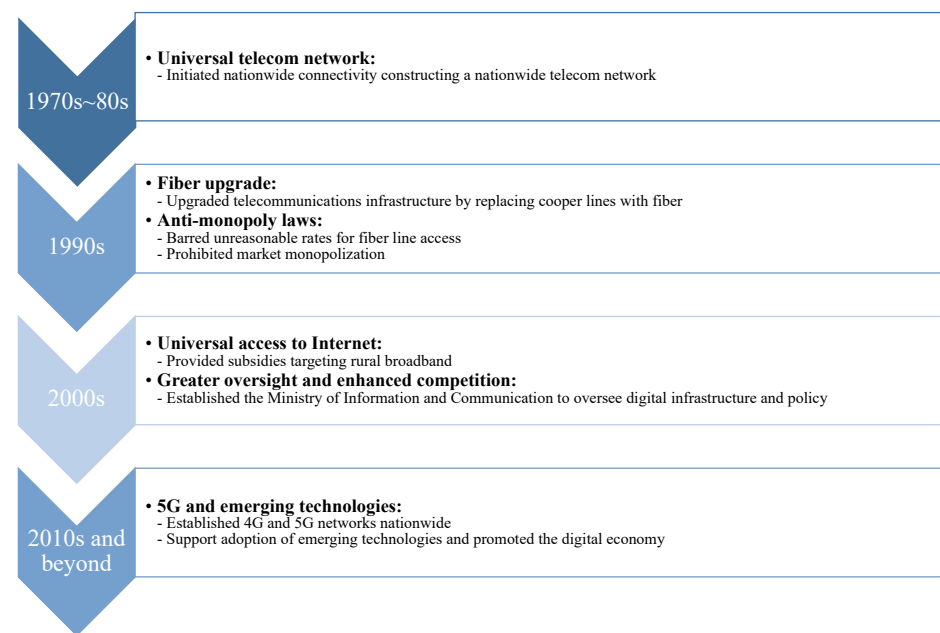 1970s~80s
• Universal telecom network:
- Initiated nationwide connectivity constructing a nationwide telecom network
1990s
• Fiber upgrade:
- Upgraded telecommunications infrastructure by replacing cooper lines with fiber
• Anti-monopoly laws:
- Barred unreasonable rates for fiber line access
- Prohibited market monopolization
2000s
• Universal access to Internet:
- Provided subsidies targeting rural broadband
• Greater oversight and enhanced competition:
- Established the Ministry of Information and Communication to oversee digital infrastructure and policy
2010s and
beyond
• 5G and emerging technologies:
- Established 4G and 5G networks nationwide
- Support adoption of emerging technologies and promoted the digital economy